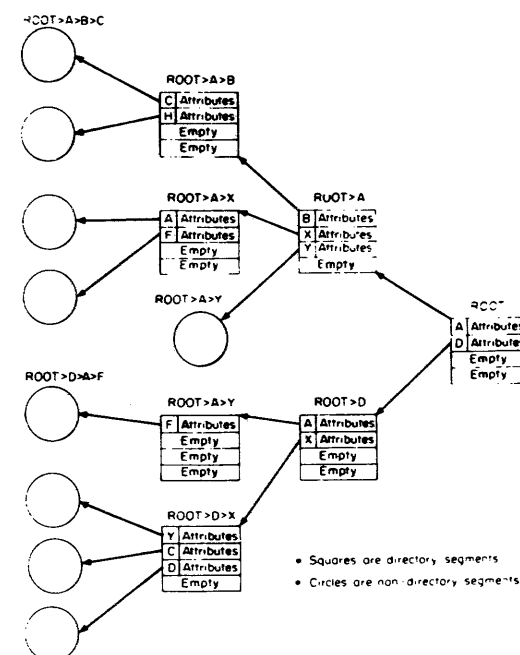 ROOT>A>B>C
ROOT>A>B
C Attributes
H Attributes
Empty
Empty
ROOT>A>X
A Attributes
F Attributes
Empty
Empty
ROOT>A
B Attributes
X Attributes
Y Attributes
Empty
ROOT>A>Y
ROOT
A Attributes
D Attributes
Empty
Empty
ROOT>D>A>F
ROOT>A>Y
F Attributes
Empty
Empty
Empty
ROOT>D
A Attributes
X Attributes
Empty
Empty
ROOT>D>X
Y Attributes
C Attributes
D Attributes
Empty
• Squares are directory segments
• Circles are non-directory segments